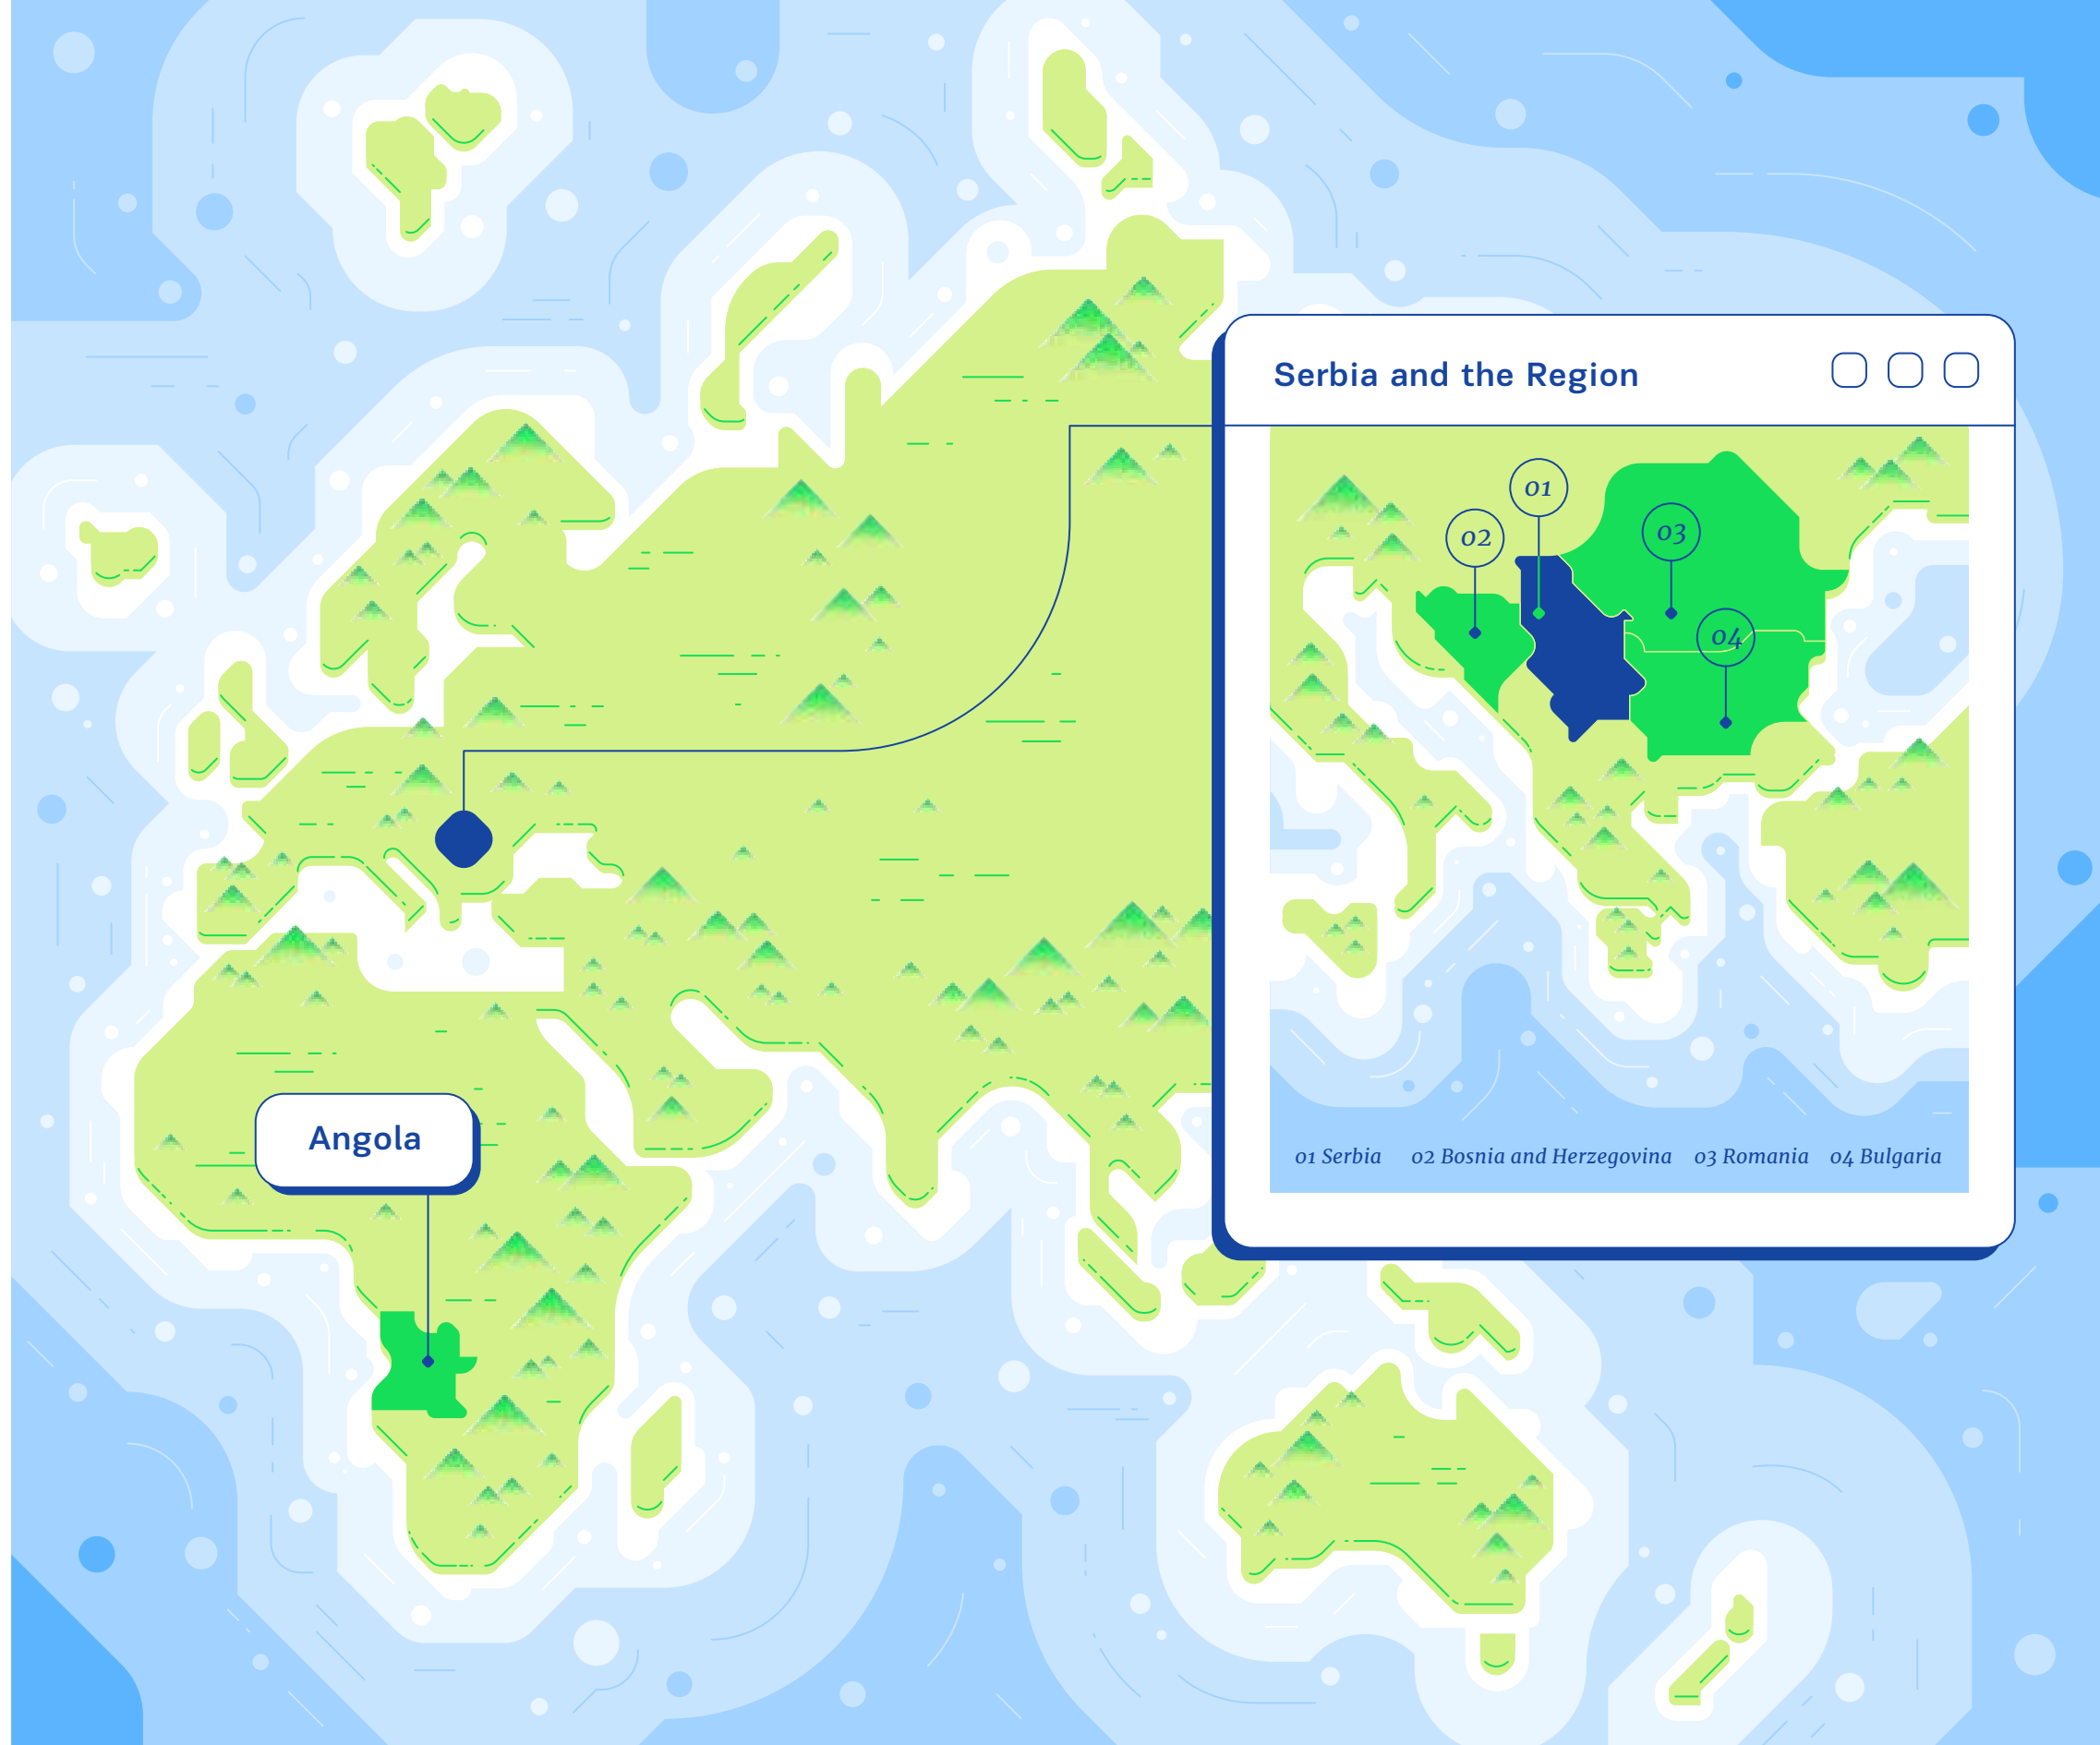 Serbia and the Region
01
02
03
04
01 Serbia 02 Bosnia and Herzegovina 03 Romania 04 Bulgaria
Angola